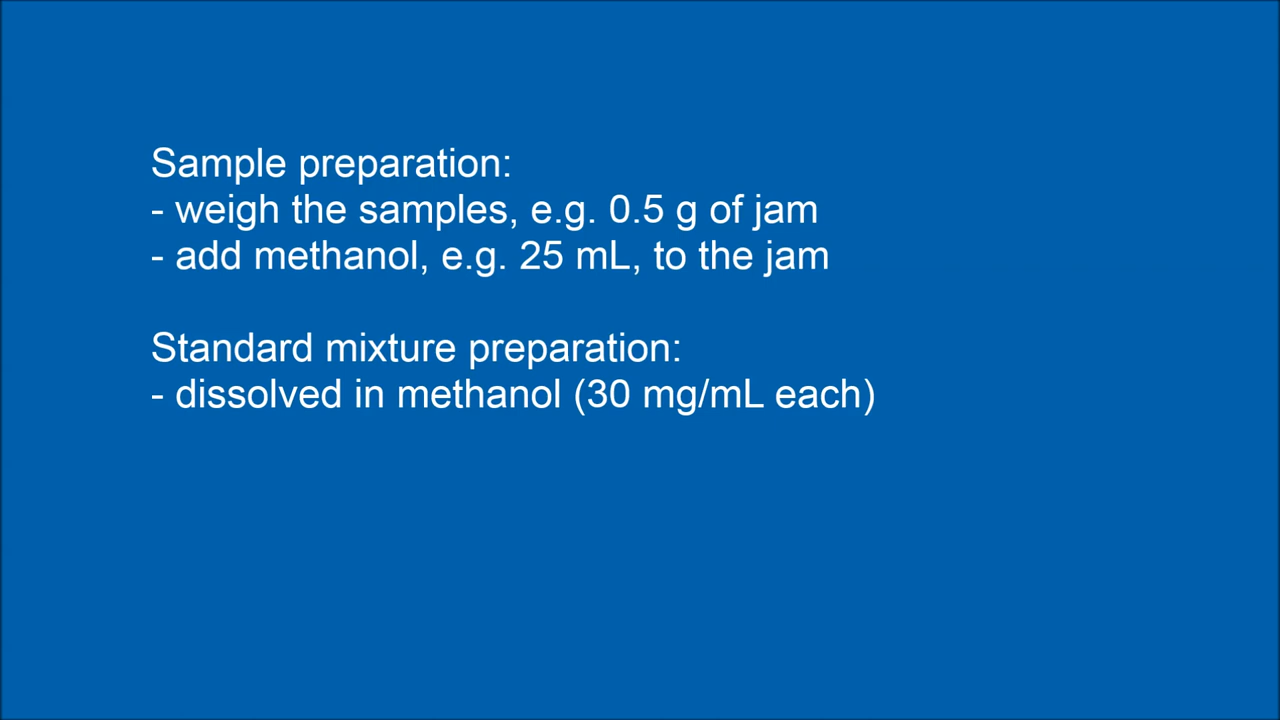 Sample preparation:
- weigh the samples, e.g. 0.5 g of jam
- add methanol, e.g. 25 mL, to the jam
Standard mixture preparation:
- dissolved in methanol (30 mg/mL each)